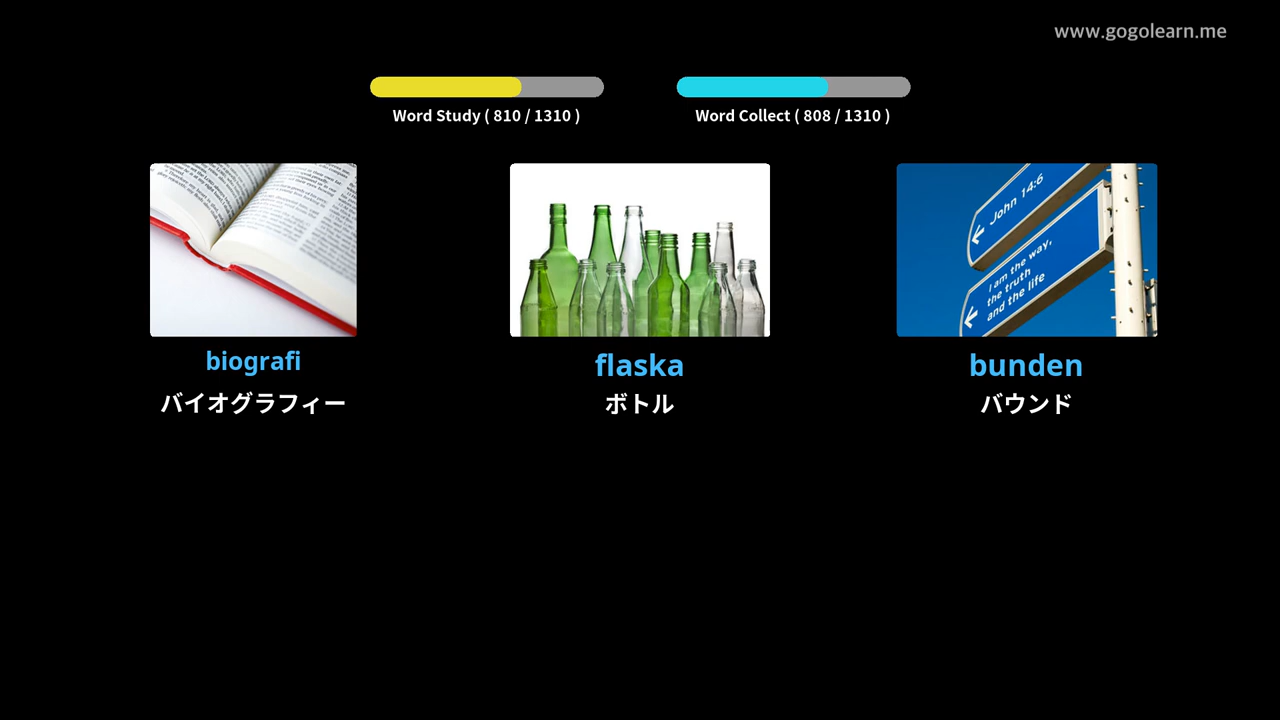 www.gogolearn.me
Word Study ( 810 / 1310 )
Word Collect ( 808 / 1310 )
John 14:6
I am the way,
the truth
and the life
biografi
flaska
bunden
バイオグラフィー
ボトル
バウンド